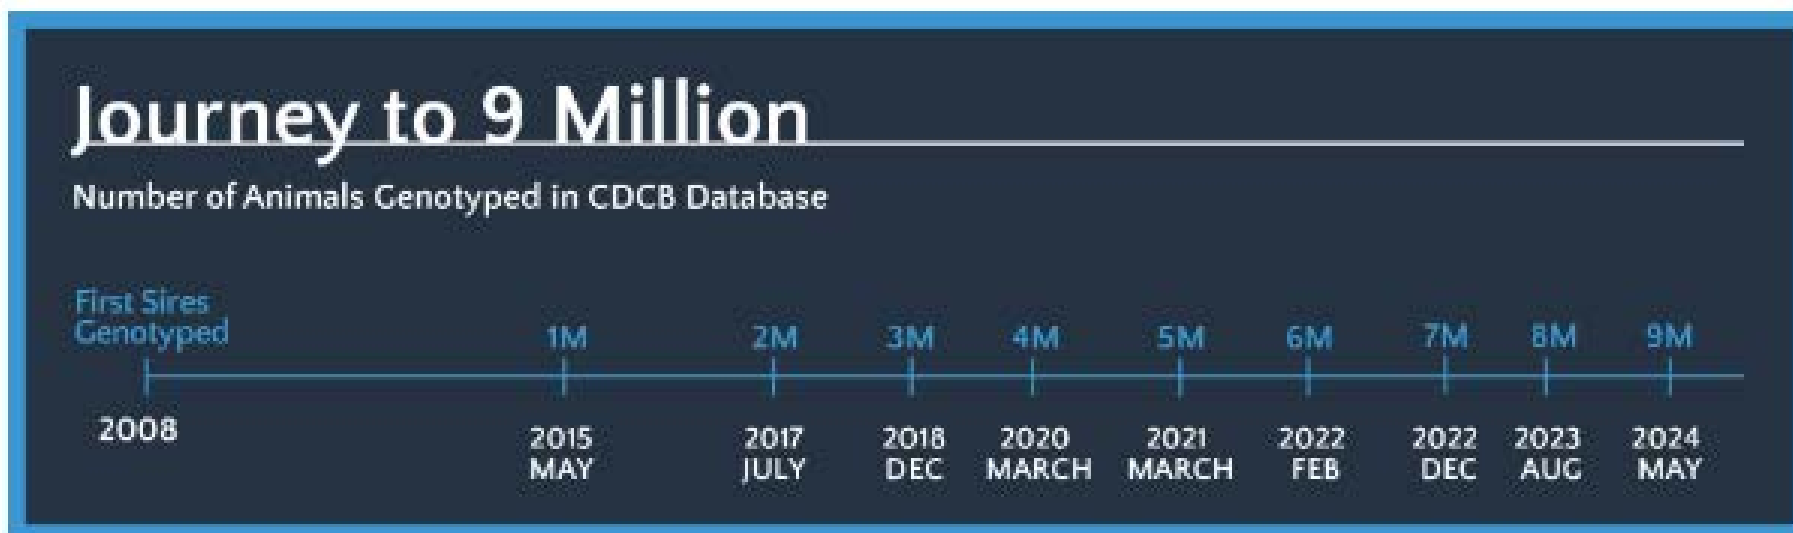 Journey to 9 Million
Number of Animals Genotyped in CDCB Database
First Sires
Genotyped
1M 2M 3M 4M 5M 6M 7M 8M 9M
2008
2015 2017 2018 2020 2021 2022 2022 2023 2024
MAY JULY DEC MARCH MARCH FEB DEC AUG MAY